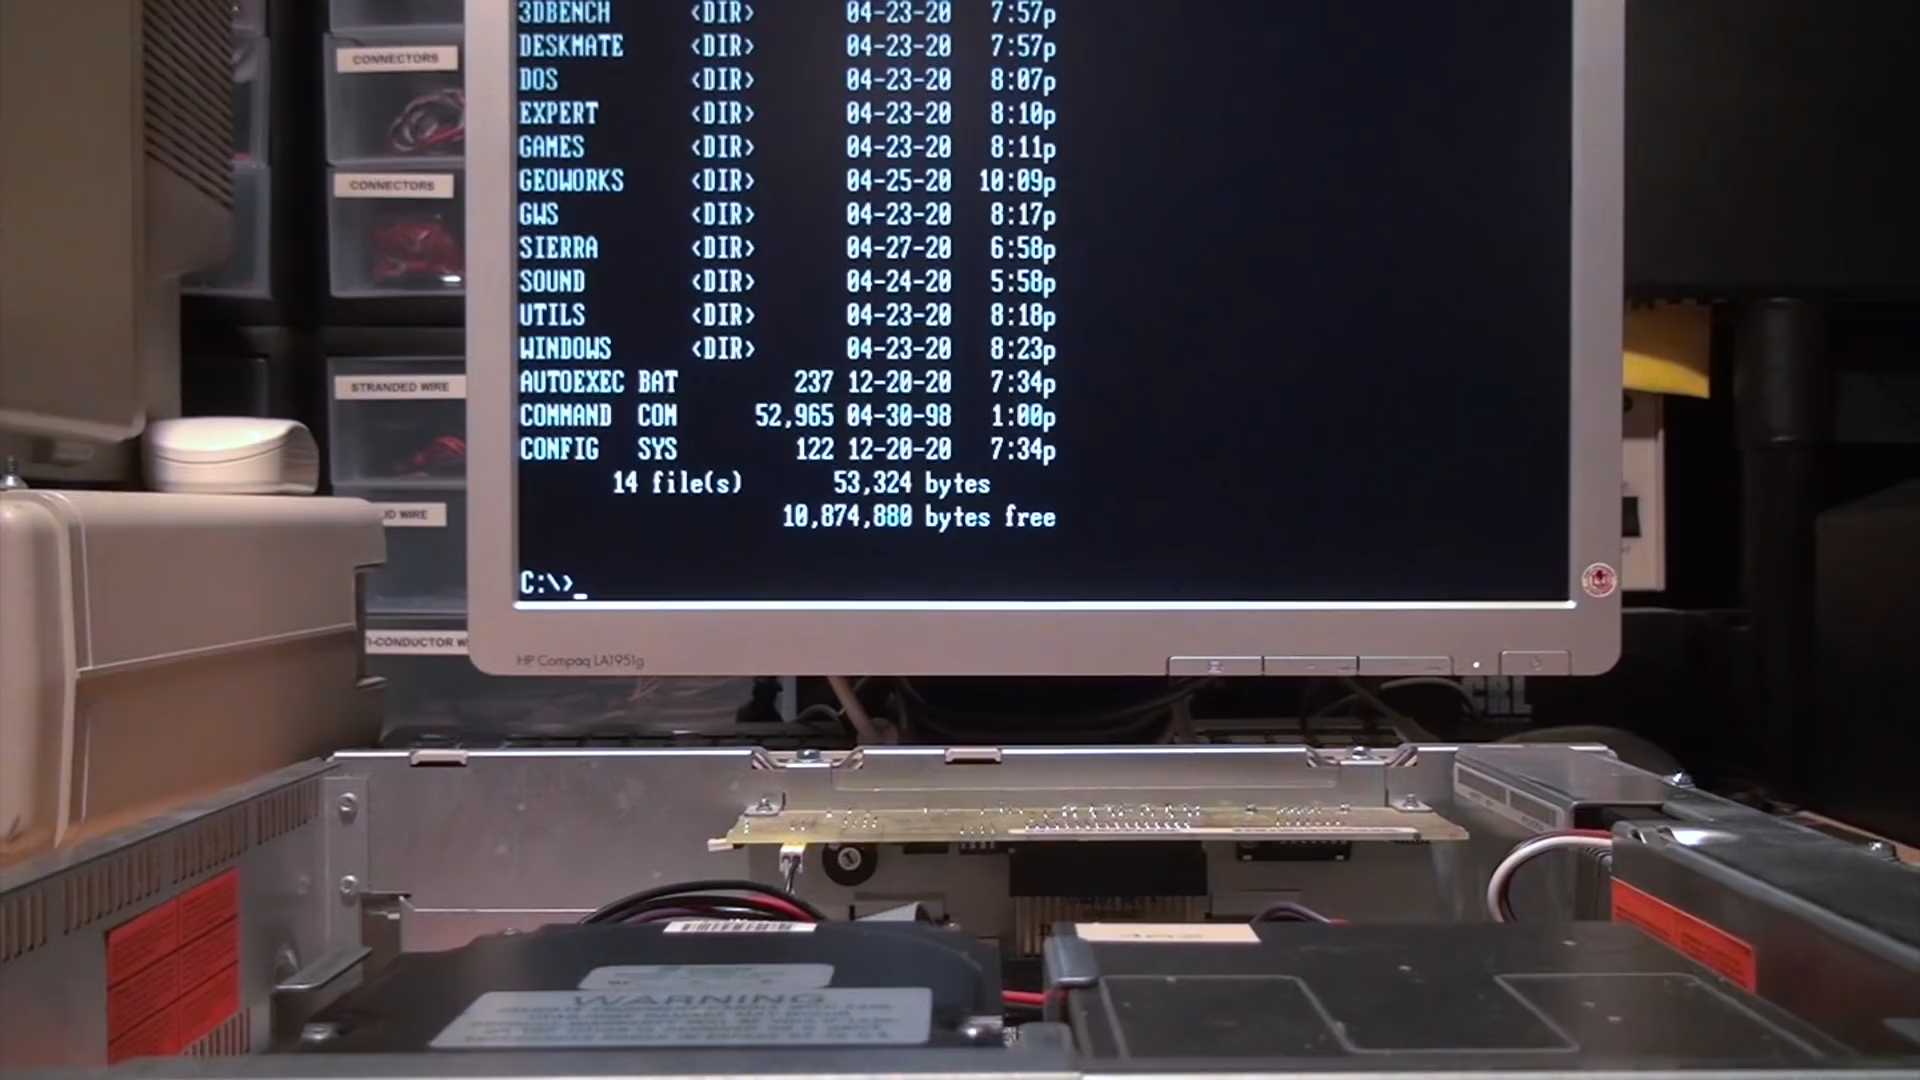 3DBENCH <DIR> 04-23-20 7:57p
DESKMATE <DIR> 04-23-20 7:57p
DOS <DIR> 04-23-20 8:07p
EXPERT <DIR> 04-23-20 8:10p
GAMES <DIR> 04-23-20 8:11p
GEOWORKS <DIR> 04-25-20 10:09p
GWS <DIR> 04-23-20 8:17p
SIERRA <DIR> 04-27-20 6:58p
SOUND <DIR> 04-24-20 5:58p
UTILS <DIR> 04-23-20 8:18p
WINDOWS <DIR> 04-23-20 8:23p
AUTOEXEC BAT 237 12-20-20 7:34p
COMMAND COM 52,965 04-30-98 1:00p
CONFIG SYS 122 12-20-20 7:34p
14 file(s) 53,324 bytes
10,874,880 bytes free
C:\>_
HP Compaq LA1951g
CONNECTORS
CONNECTORS
STRANDED WIRE
ID WIRE
I-CONDUCTOR W
WARNING